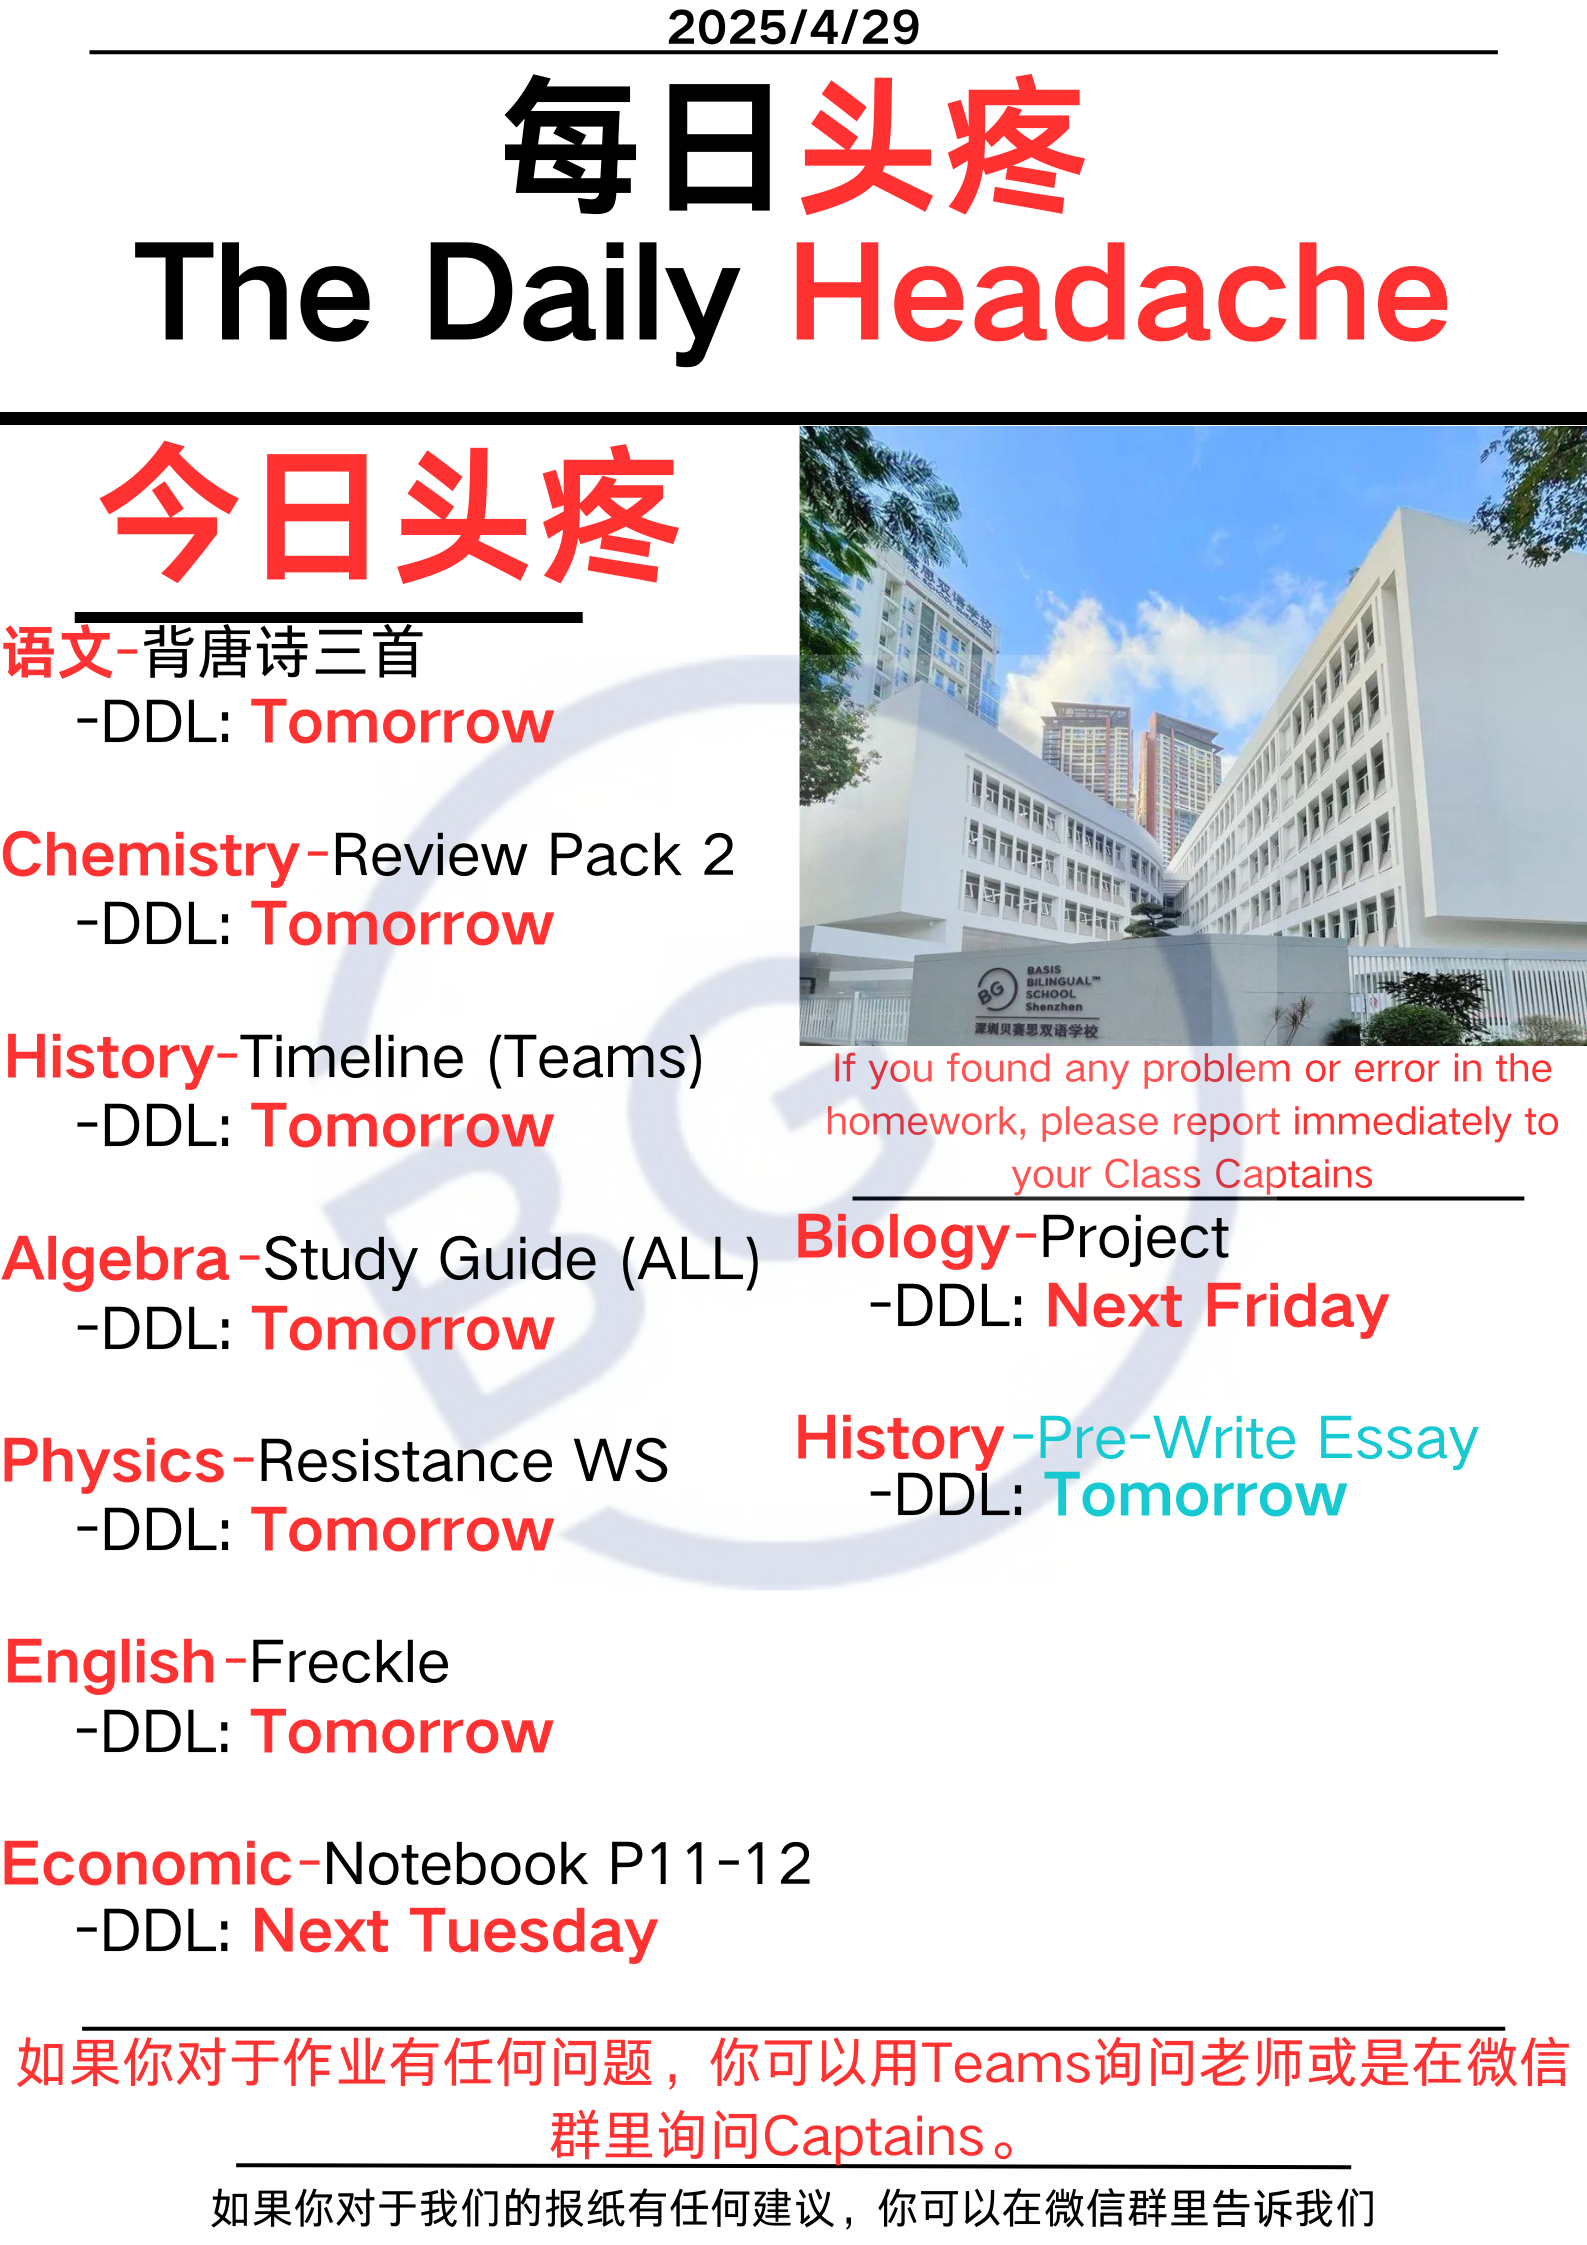 2025/4/29
每日头疼
The Daily Headache
今日头疼
语文-背唐诗三首
-DDL: Tomorrow
Chemistry-Review Pack 2
-DDL: Tomorrow
History-Timeline (Teams)
-DDL: Tomorrow
Algebra-Study Guide (ALL)
-DDL: Tomorrow
Physics-Resistance WS
-DDL: Tomorrow
English-Freckle
-DDL: Tomorrow
Economic-Notebook P11-12
-DDL: Next Tuesday
赛思双语学校
BG
BASIS
BILINGUAL™
SCHOOL
Shenzhen
深圳贝赛思双语学校
If you found any problem or error in the
homework, please report immediately to
your Class Captains
Biology-Project
-DDL: Next Friday
History-Pre-Write Essay
-DDL: Tomorrow
BG
如果你对于作业有任何问题，你可以用Teams询问老师或是在微信
群里询问Captains。
如果你对于我们的报纸有任何建议，你可以在微信群里告诉我们